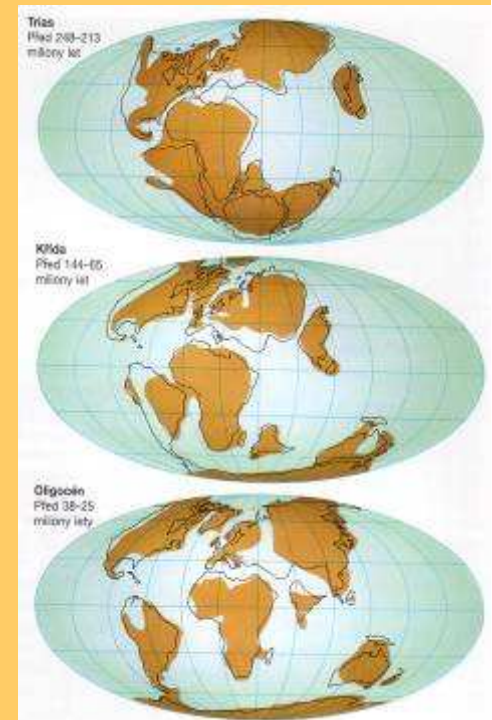 Trias
Před 248–213
miliony let
Křída
Před 144–65
miliony let
Oligocén
Před 38–25
miliony lety